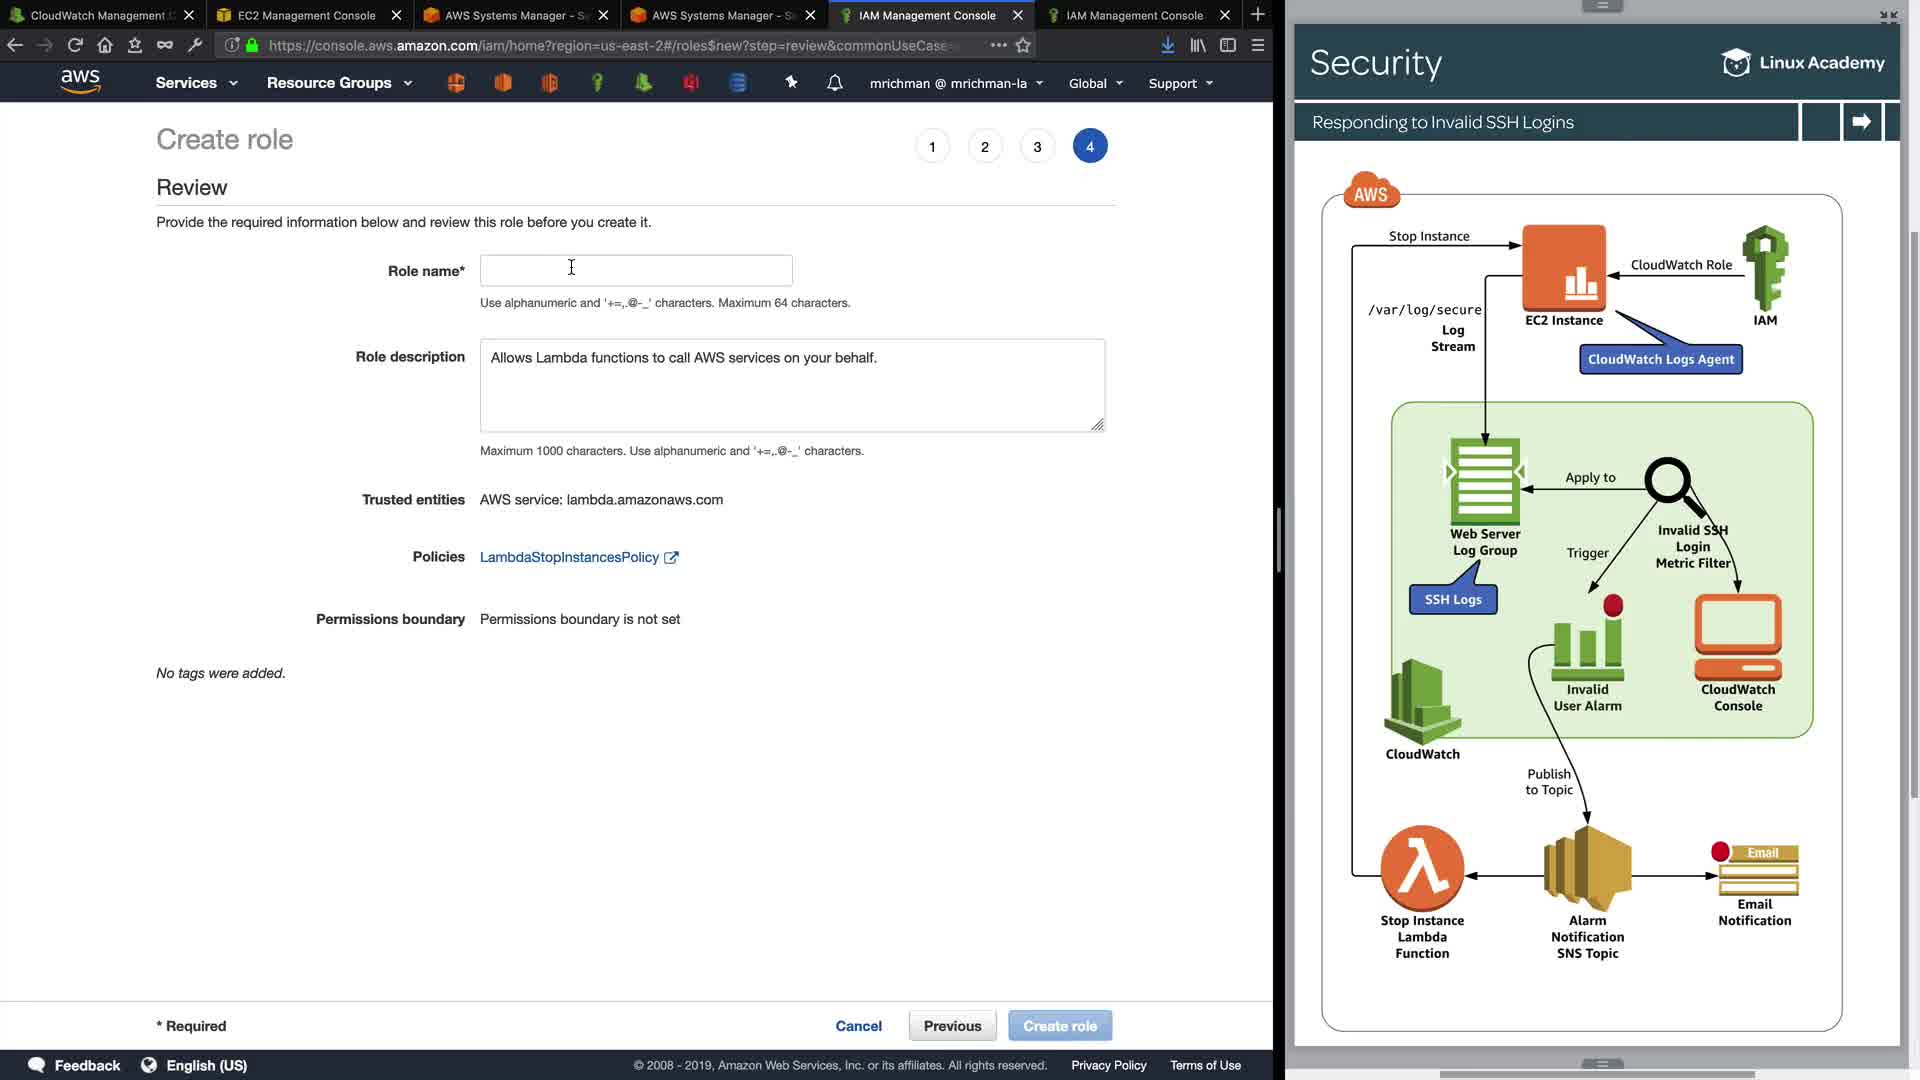 CloudWatch Management C
EC2 Management Console
AWS Systems Manager - S
AWS Systems Manager - Se
IAM Management Console
IAM Management Console
https://console.aws.amazon.com/iam/home?region=us-east-2#/roles$new?step=review&commonUseCase=
aws
Services
Resource Groups
mrichman @ mrichman-la
Global
Support
Create role
1
2
3
4
Review
Provide the required information below and review this role before you create it.
Role name*
Use alphanumeric and '+=,.@-_' characters. Maximum 64 characters.
Role description
Allows Lambda functions to call AWS services on your behalf.
Maximum 1000 characters. Use alphanumeric and '+=,.@-_' characters.
Trusted entities
AWS service: lambda.amazonaws.com
Policies
LambdaStopInstancesPolicy
Permissions boundary
Permissions boundary is not set
No tags were added.
* Required
Cancel
Previous
Create role
Feedback
English (US)
© 2008 - 2019, Amazon Web Services, Inc. or its affiliates. All rights reserved.
Privacy Policy
Terms of Use
Security
Linux Academy
Responding to Invalid SSH Logins
AWS
Stop Instance
CloudWatch Role
/var/log/secure
Log
Stream
EC2 Instance
IAM
CloudWatch Logs Agent
Apply to
Web Server
Log Group
Invalid SSH
Login
Metric Filter
Trigger
SSH Logs
Invalid
User Alarm
CloudWatch
Console
CloudWatch
Publish
to Topic
Email
Stop Instance
Lambda
Function
Alarm
Notification
SNS Topic
Email
Notification